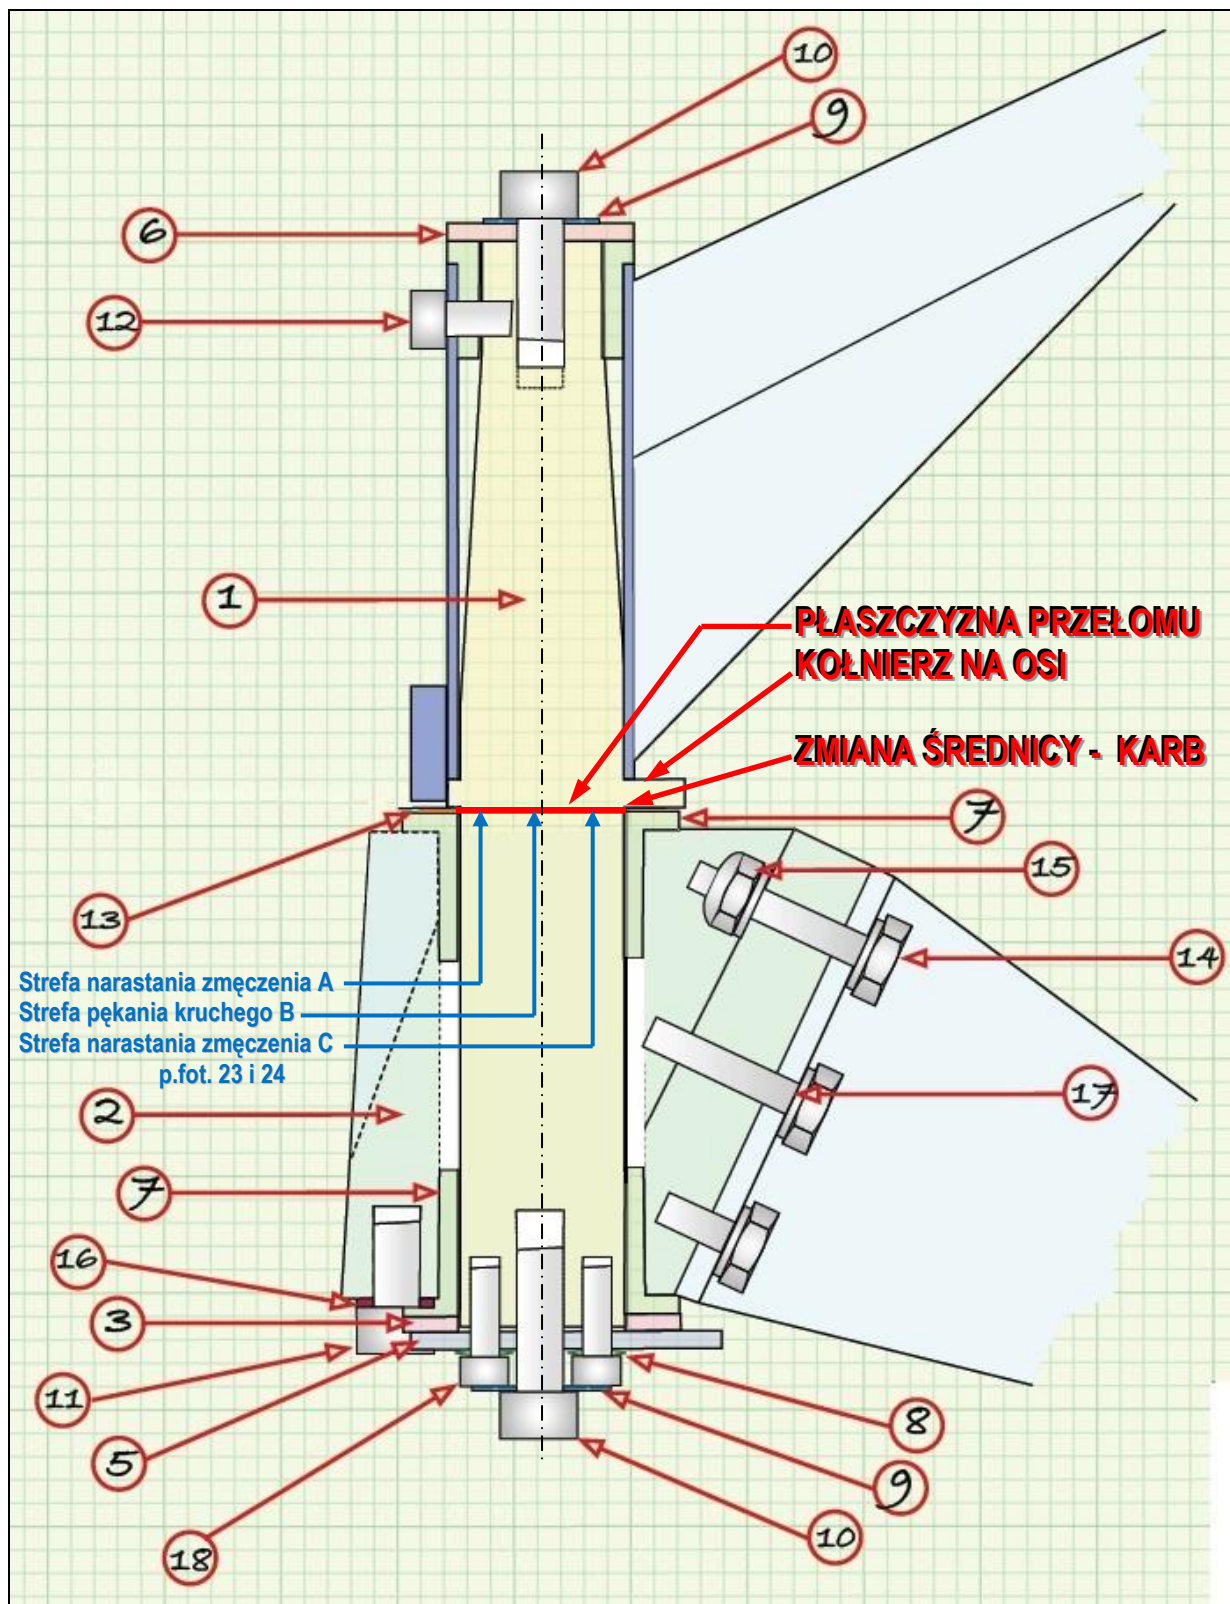 10
9
6
12
1
PŁASZCZYZNA PRZEŁOMU
KOŁNIERZ NA OSI
ZMIANA ŚREDNICY - KARB
7
15
13
14
Strefa narastania zmęczenia A
Strefa pękania kruchego B
Strefa narastania zmęczenia C
p.fot. 23 i 24
2
17
7
16
3
11
8
5
9
10
18